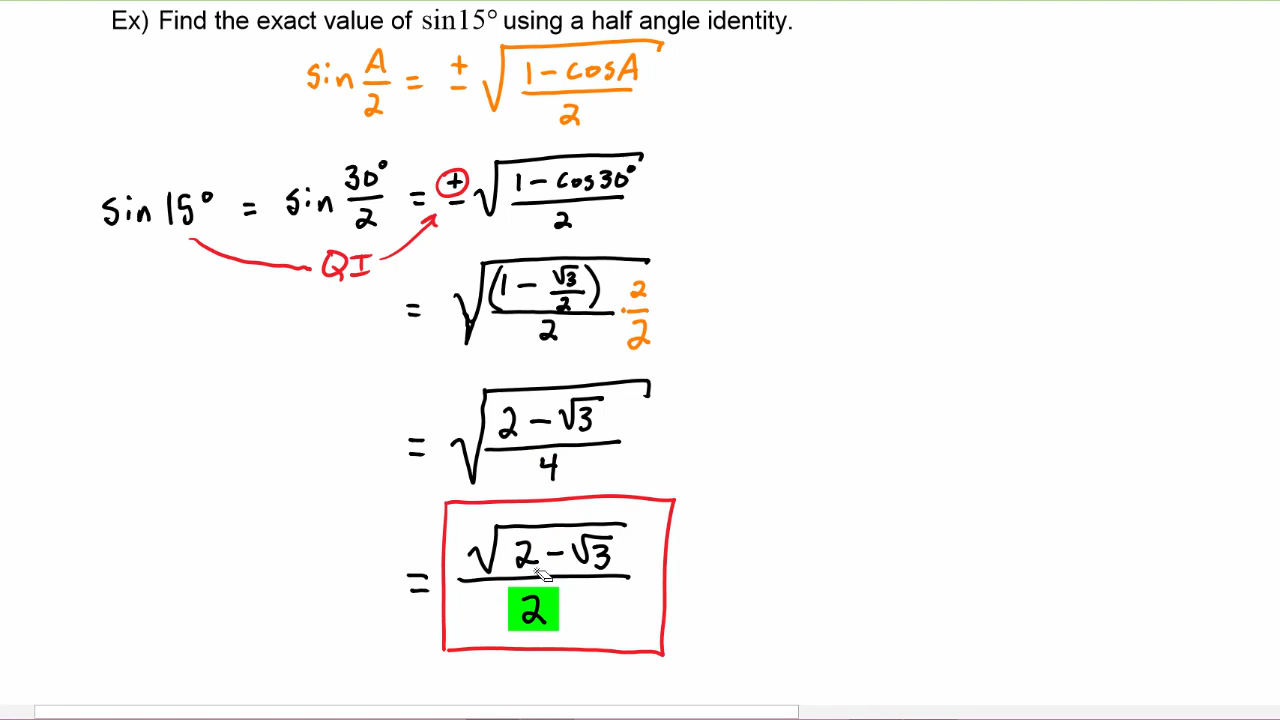 Ex) Find the exact value of sin15° using a half angle identity.
sin A/2 = ± √((1 - cosA)/2)
sin 15° = sin 30°/2 = ± √((1 - cos30°)/2)
QI
= √((1 - √3/2)/2 · 2/2)
= √((2 - √3)/4)
= √(2 - √3)/2